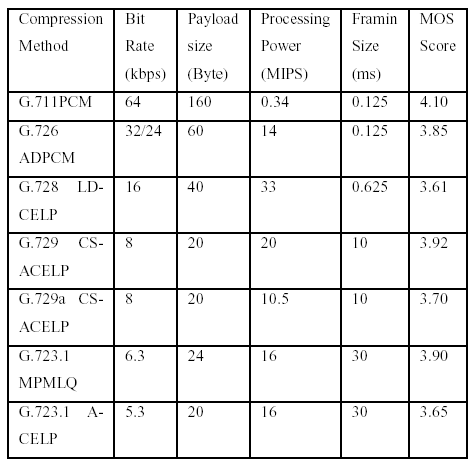 Compression Method Bit Rate (kbps) Payload size (Byte) Processing Power (MIPS) Framin Size (ms) MOS Score
G.711PCM 64 160 0.34 0.125 4.10
G.726 ADPCM 32/24 60 14 0.125 3.85
G.728 LD-CELP 16 40 33 0.625 3.61
G.729 CS-ACELP 8 20 20 10 3.92
G.729a CS-ACELP 8 20 10.5 10 3.70
G.723.1 MPMLQ 6.3 24 16 30 3.90
G.723.1 A-CELP 5.3 20 16 30 3.65